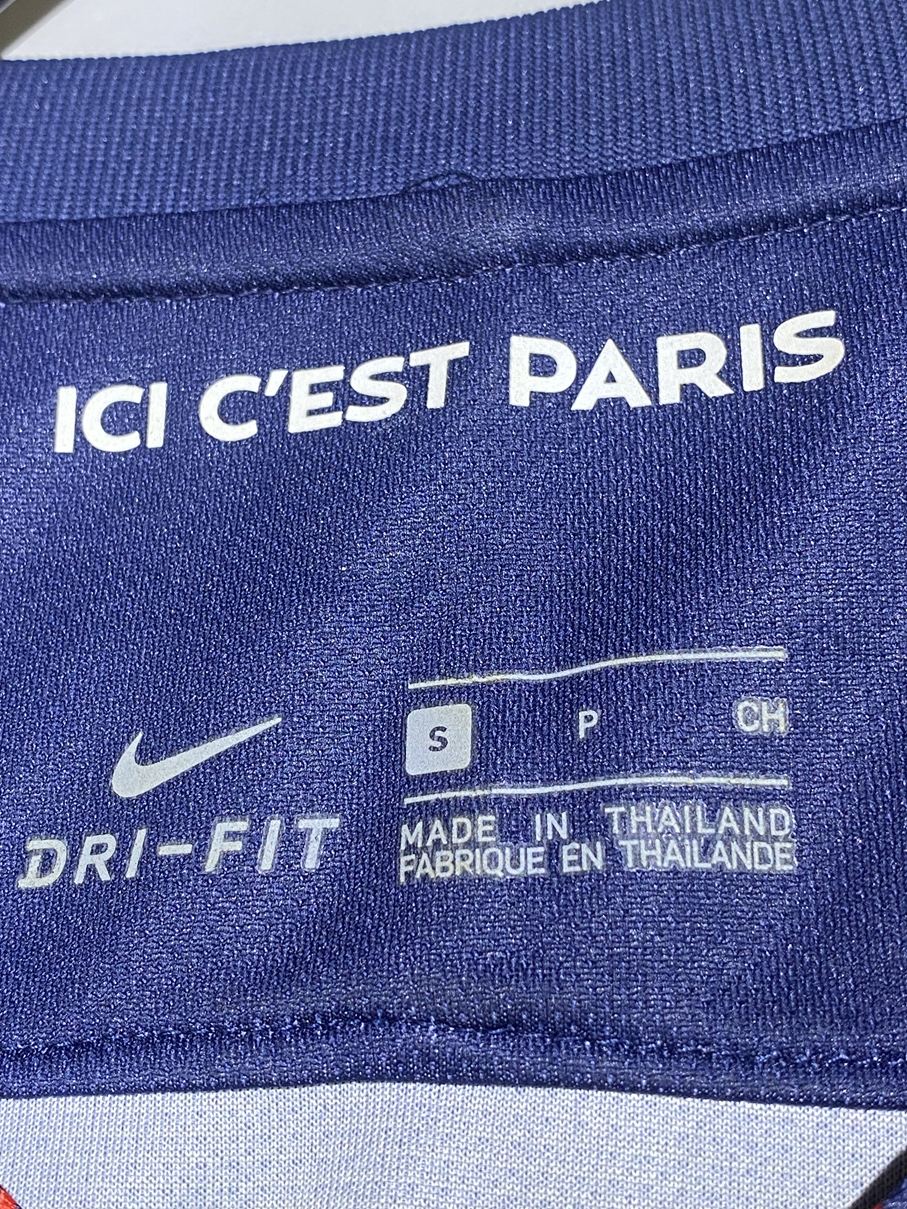 ICI C'EST PARIS
S P CH
DRI-FIT
MADE IN THAILAND
FABRIQUE EN THAILANDE